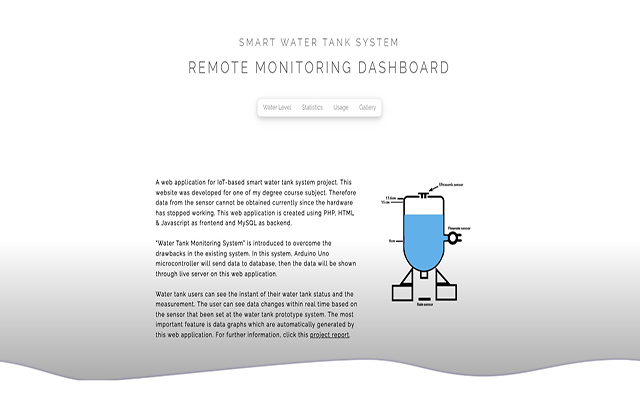 SMART WATER TANK SYSTEM
REMOTE MONITORING DASHBOARD
Water Level Statistics Usage Gallery
A web application for IoT-based smart water tank system project. This
website was developed for one of my degree course subject. Therefore
data from the sensor cannot be obtained currently since the hardware
has stopped working. This web application is created using PHP, HTML
& Javascript as frontend and MySQL as backend.
"Water Tank Monitoring System" is introduced to overcome the
drawbacks in the existing system. In this system, Arduino Uno
microcontroller will send data to database, then the data will be shown
through live server on this web application.
Water tank users can see the instant of their water tank status and the
measurement. The user can see data changes within real time based on
the sensor that been set at the water tank prototype system. The most
important feature is data graphs which are automatically generated by
this web application. For further information, click this project report.
Ultrasonic sensor
Flowrate sensor